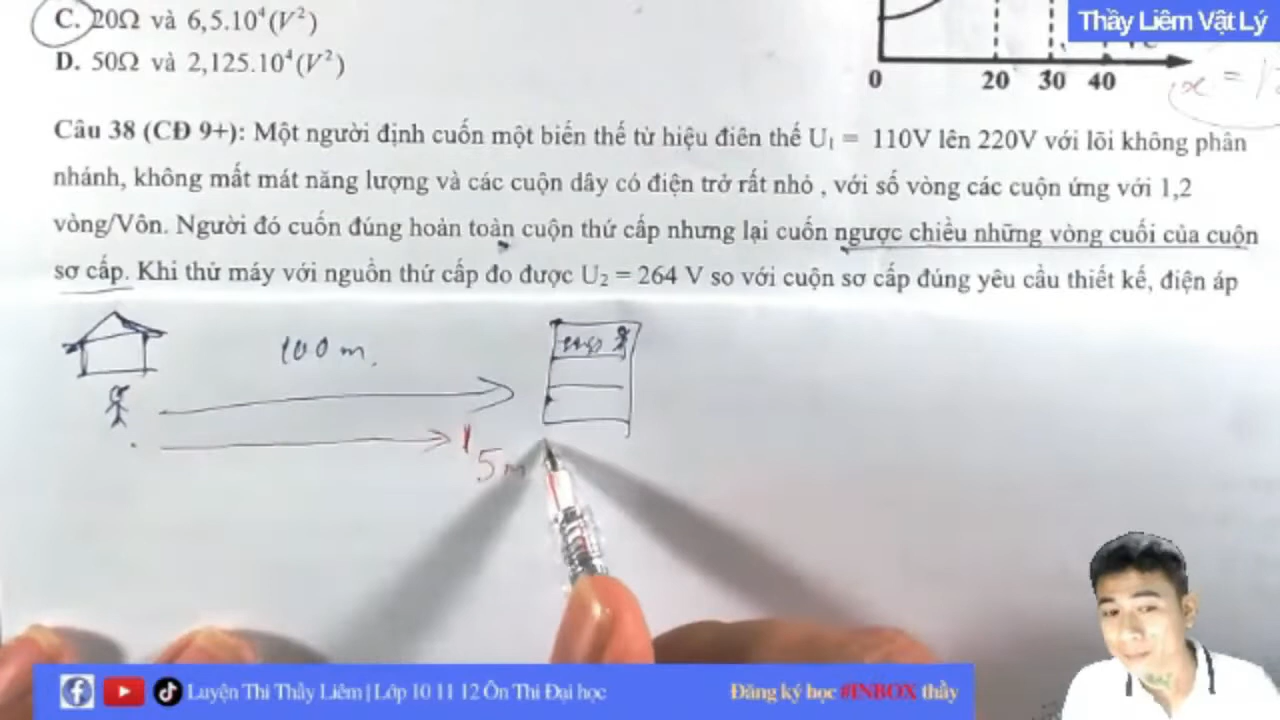 C. 20Ω và 6,5.10⁴(V²)
Thầy Liêm Vật Lý
D. 50Ω và 2,125.10⁴(V²)
0 20 30 40
Câu 38 (CĐ 9+): Một người định cuốn một biến thế từ hiệu điên thế U₁ = 110V lên 220V với lõi không phân
nhánh, không mất mát năng lượng và các cuộn dây có điện trở rất nhỏ , với số vòng các cuộn ứng với 1,2
vòng/Vôn. Người đó cuốn đúng hoàn toàn cuộn thứ cấp nhưng lại cuốn ngược chiều những vòng cuối của cuộn
sơ cấp. Khi thử máy với nguồn thứ cấp đo được U₂ = 264 V so với cuộn sơ cấp đúng yêu cầu thiết kế, điện áp
100 m
5m
Luyện Thi Thầy Liêm | Lớp 10 11 12 Ôn Thi Đại học
Đăng ký học #INBOX thầy